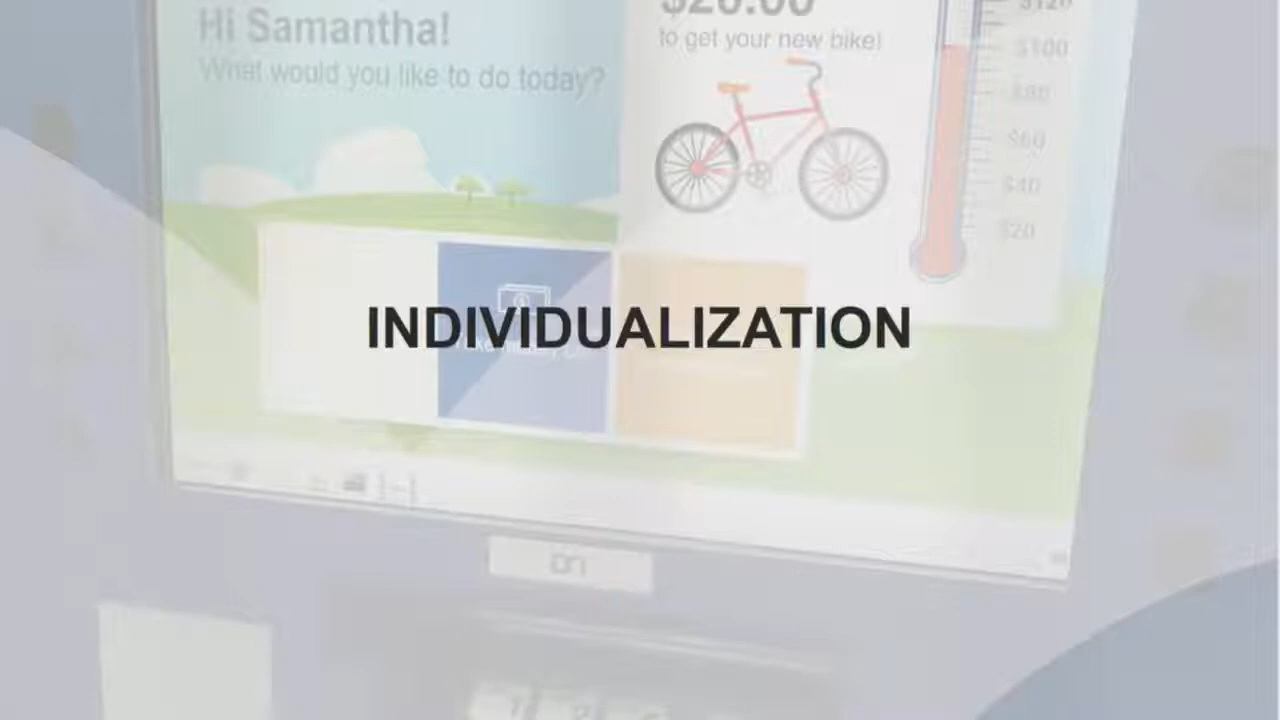 Hi Samantha!
What would you like to do today?
$20.00
to get your new bike!
$120
$100
$80
$60
$40
$20
INDIVIDUALIZATION